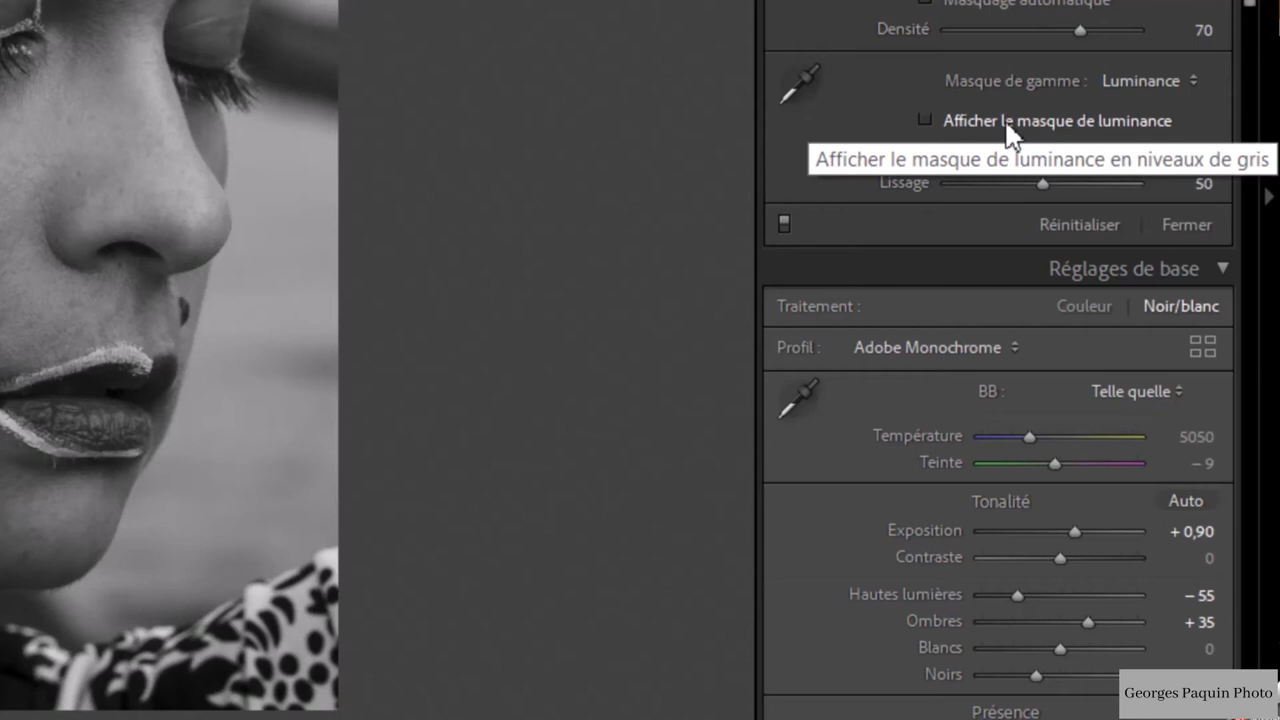 Masquage automatique
Densité 70
Masque de gamme : Luminance
Afficher le masque de luminance
Afficher le masque de luminance en niveaux de gris
Lissage 50
Réinitialiser Fermer
Réglages de base
Traitement : Couleur Noir/blanc
Profil : Adobe Monochrome
BB : Telle quelle
Température 5050
Teinte – 9
Tonalité Auto
Exposition + 0,90
Contraste 0
Hautes lumières – 55
Ombres + 35
Blancs 0
Noirs
Georges Paquin Photo
Présence